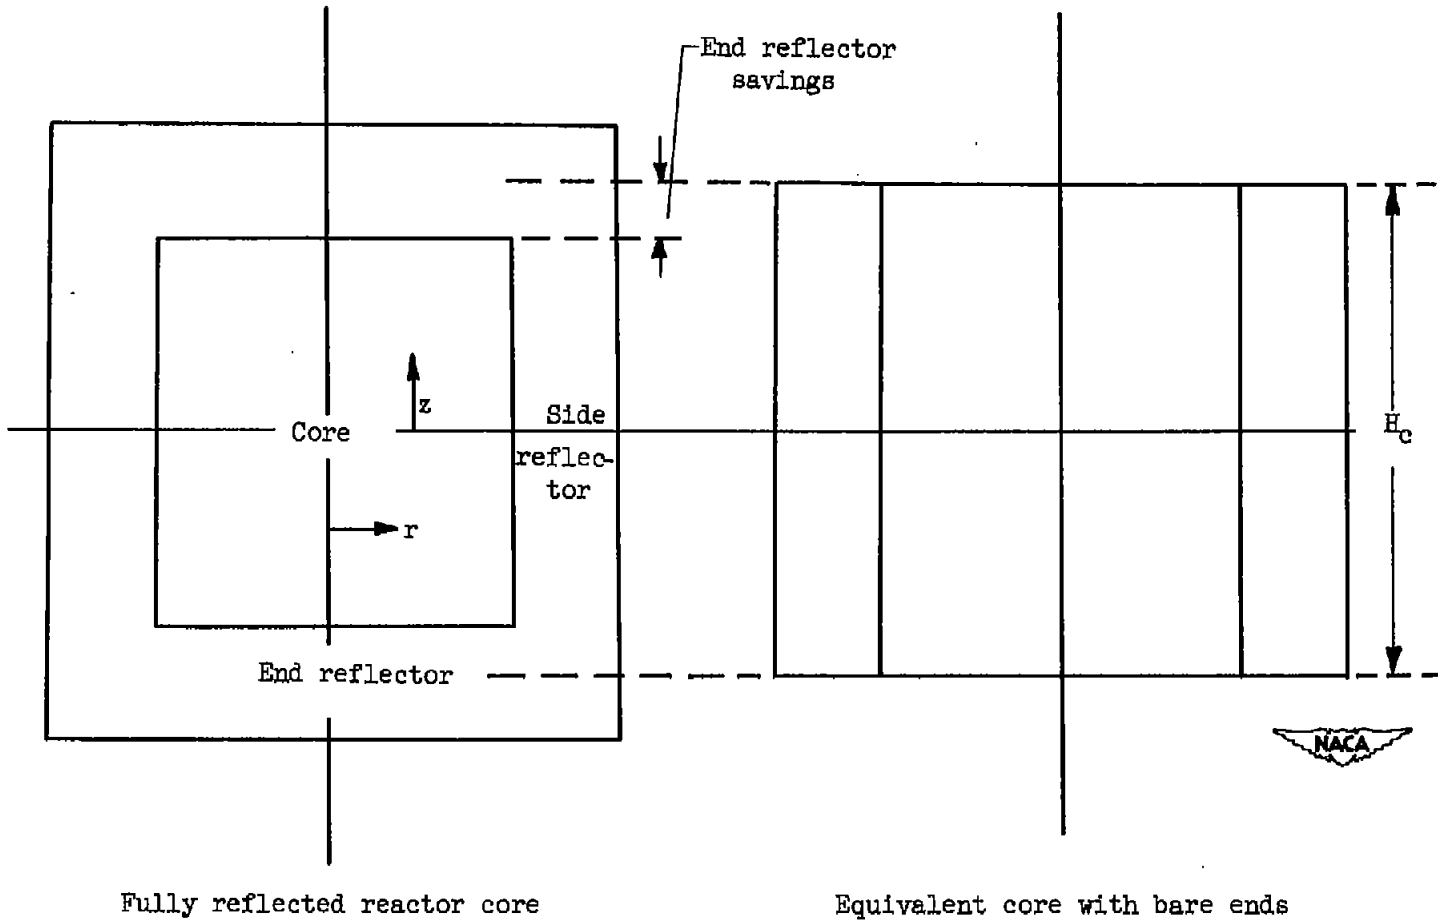 End reflector
savings
z
Side
Core
H_c
reflec-
tor
r
End reflector
NACA
Fully reflected reactor core
Equivalent core with bare ends